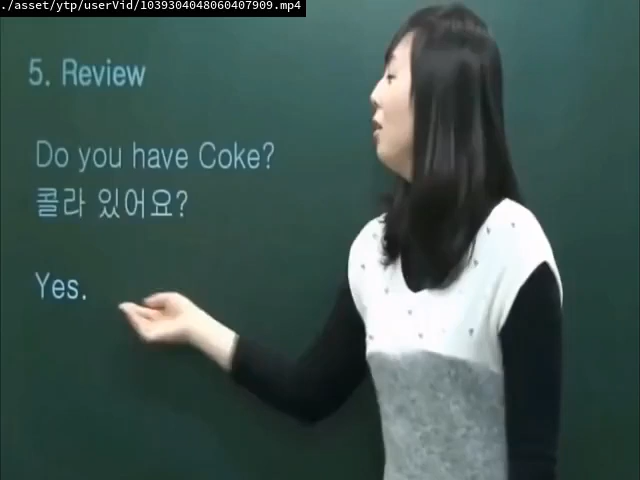 ./asset/ytp/userVid/1039304048060407909.mp4
5. Review
Do you have Coke?
콜라 있어요?
Yes.